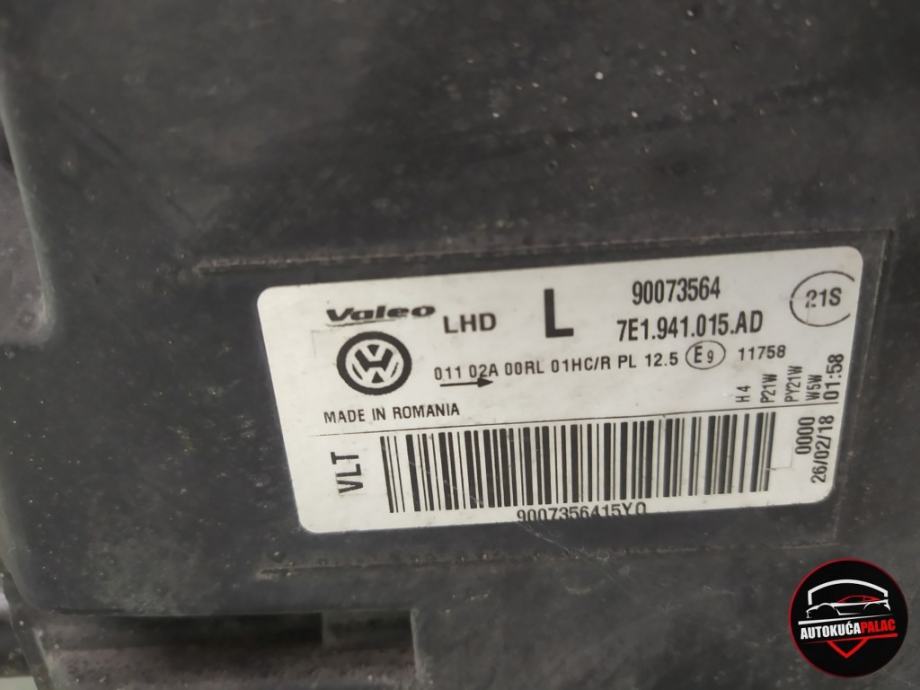 Valeo LHD L 90073564
7E1.941.015.AD
21S
011 02A 00RL 01HC/R PL 12.5 E9 11758
MADE IN ROMANIA
H4
P21W
PY21W
W5W
VLT
0000
26/02/18 01:58
9007356415Y0
AUTOKUĆAPALAC